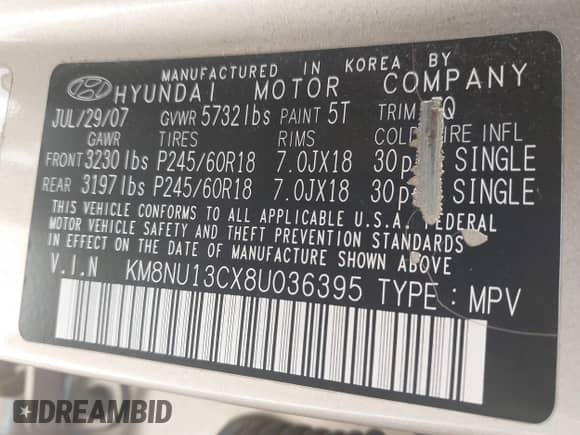 MANUFACTURED IN KOREA BY
HYUNDAI MOTOR COMPANY
JUL/29/07 GVWR 5732lbs PAINT 5T TRIM
GAWR TIRES RIMS INFL
FRONT 3230lbs P245/60R18 7.0JX18 30 SINGLE
REAR 3197lbs P245/60R18 7.0JX18 30 SINGLE
THIS VEHICLE CONFORMS TO ALL APPLICABLE U.S.A. FEDERAL
MOTOR VEHICLE SAFETY AND THEFT PREVENTION STANDARDS
IN EFFECT ON THE DATE OF MANUFACTURE SHOWN ABOVE
V.I.N KM8NU13CX8U036395 TYPE : MPV
DREAMBID